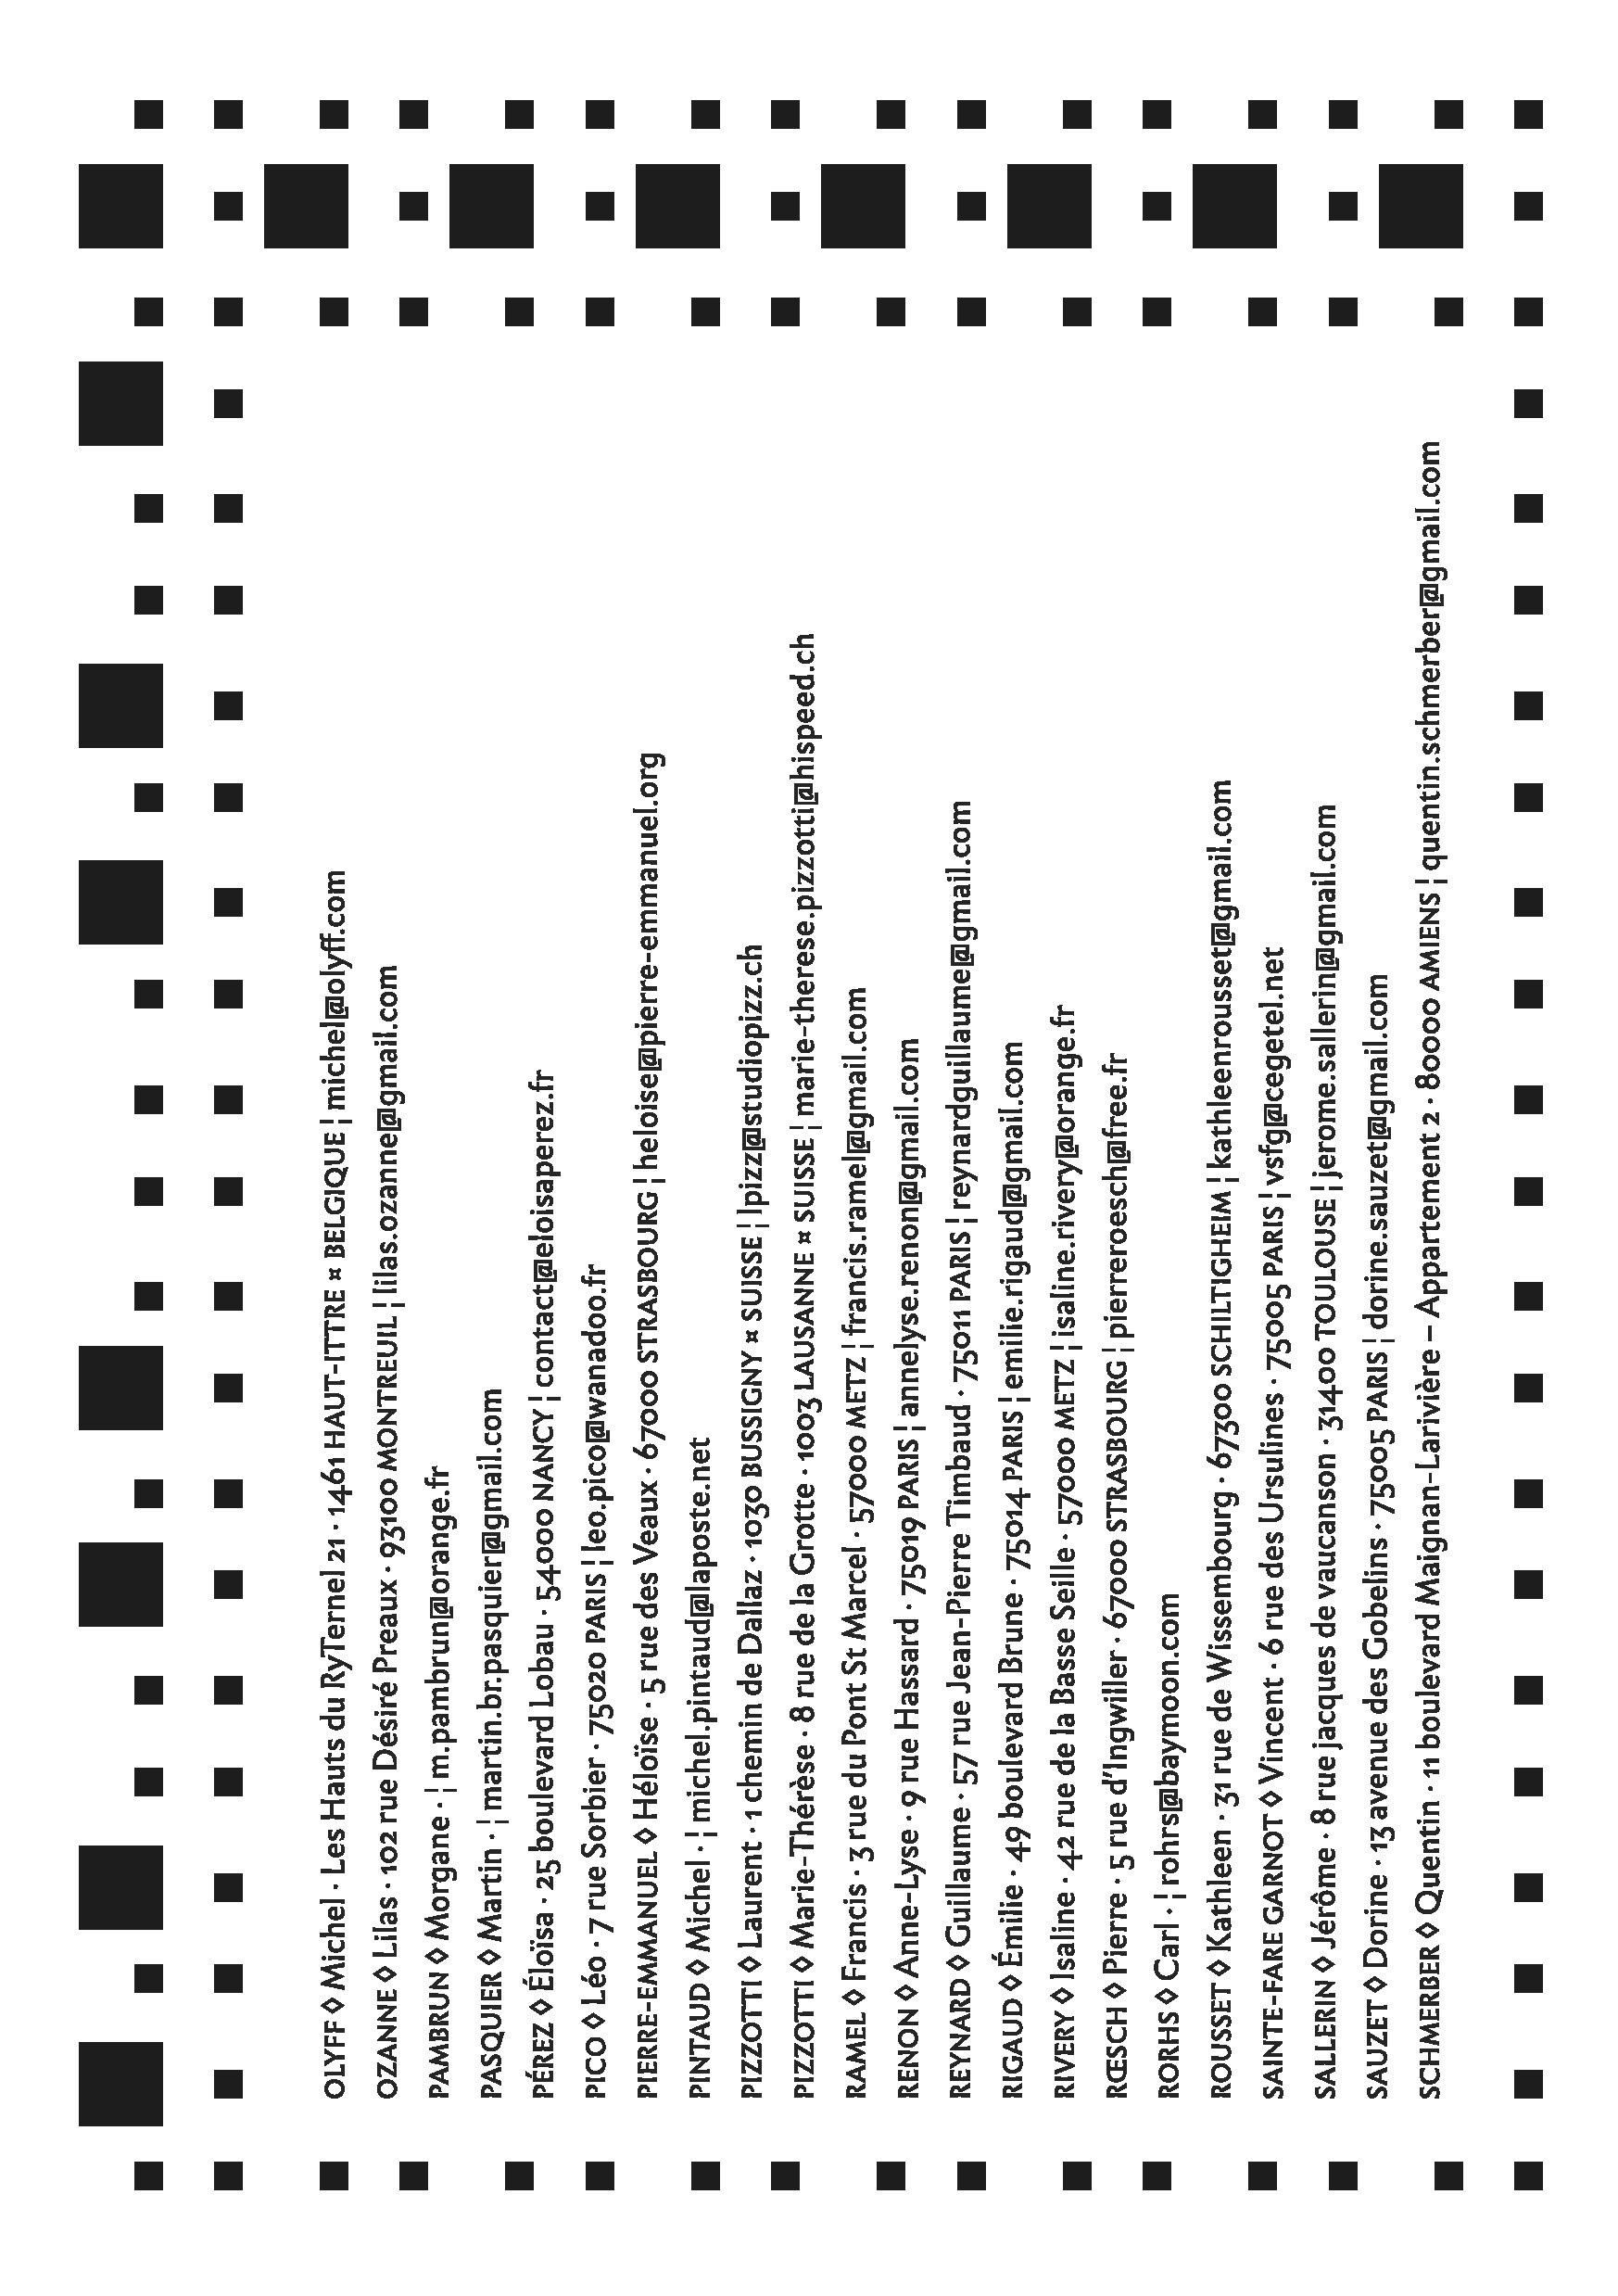 OLYFF ◊ Michel · Les Hauts du RyTernel 21 · 1461 HAUT-ITTRE ¤ BELGIQUE ¦ michel@olyff.com
OZANNE ◊ Lilas · 102 rue Désiré Preaux · 93100 MONTREUIL ¦ lilas.ozanne@gmail.com
PAMBRUN ◊ Morgane · ¦ m.pambrun@orange.fr
PASQUIER ◊ Martin · ¦ martin.br.pasquier@gmail.com
PÉREZ ◊ Éloïsa · 25 boulevard Lobau · 54000 NANCY ¦ contact@eloisaperez.fr
PICO ◊ Léo · 7 rue Sorbier · 75020 PARIS ¦ leo.pico@wanadoo.fr
PIERRE-EMMANUEL ◊ Héloïse · 5 rue des Veaux · 67000 STRASBOURG ¦ heloise@pierre-emmanuel.org
PINTAUD ◊ Michel · ¦ michel.pintaud@laposte.net
PIZZOTTI ◊ Laurent · 1 chemin de Dallaz · 1030 BUSSIGNY ¤ SUISSE ¦ lpizz@studiopizz.ch
PIZZOTTI ◊ Marie-Thérèse · 8 rue de la Grotte · 1003 LAUSANNE ¤ SUISSE ¦ marie-therese.pizzotti@hispeed.ch
RAMEL ◊ Francis · 3 rue du Pont St Marcel · 57000 METZ ¦ francis.ramel@gmail.com
RENON ◊ Anne-Lyse · 9 rue Hassard · 75019 PARIS ¦ annelyse.renon@gmail.com
REYNARD ◊ Guillaume · 57 rue Jean-Pierre Timbaud · 75011 PARIS ¦ reynardguillaume@gmail.com
RIGAUD ◊ Émilie · 49 boulevard Brune · 75014 PARIS ¦ emilie.rigaud@gmail.com
RIVERY ◊ Isaline · 42 rue de la Basse Seille · 57000 METZ ¦ isaline.rivery@orange.fr
RŒSCH ◊ Pierre · 5 rue d’Ingwiller · 67000 STRASBOURG ¦ pierreroesch@free.fr
RORHS ◊ Carl · ¦ rohrs@baymoon.com
ROUSSET ◊ Kathleen · 31 rue de Wissembourg · 67300 SCHILTIGHEIM ¦ kathleenrousset@gmail.com
SAINTE-FARE GARNOT ◊ Vincent · 6 rue des Ursulines · 75005 PARIS ¦ vsfg@cegetel.net
SALLERIN ◊ Jérôme · 8 rue jacques de vaucanson · 31400 TOULOUSE ¦ jerome.sallerin@gmail.com
SAUZET ◊ Dorine · 13 avenue des Gobelins · 75005 PARIS ¦ dorine.sauzet@gmail.com
SCHMERBER ◊ Quentin · 11 boulevard Maignan-Larivière – Appartement 2 · 80000 AMIENS ¦ quentin.schmerber@gmail.com